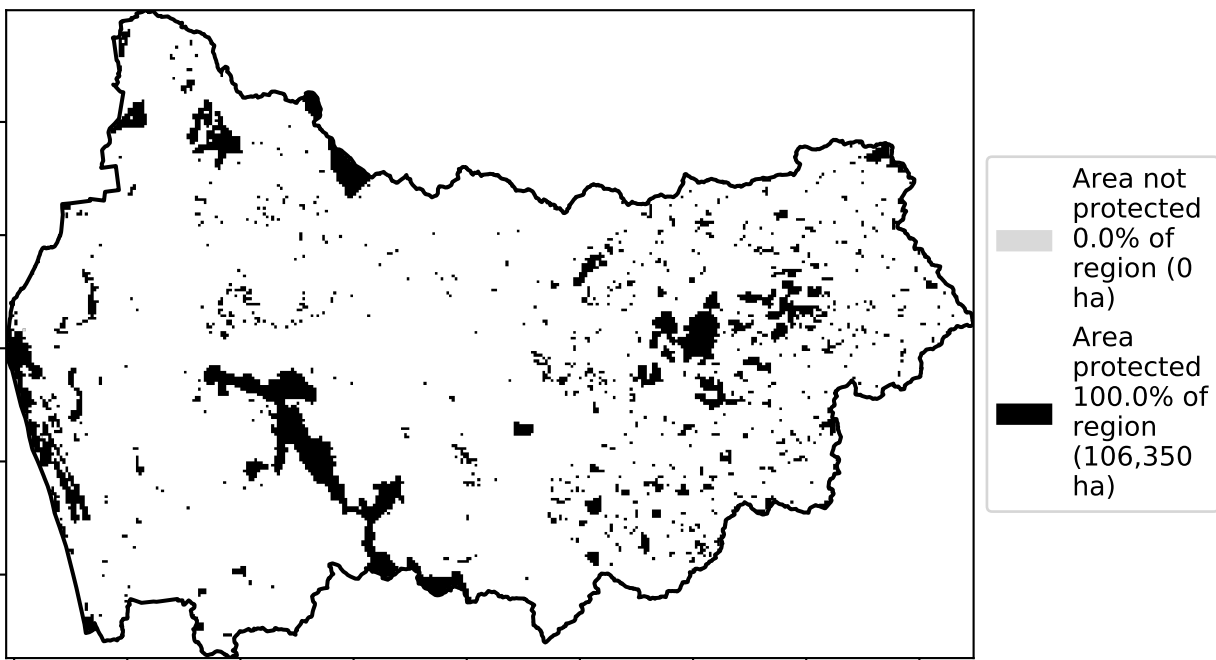 Area not
protected
0.0% of
region (0
ha)
Area
protected
100.0% of
region
(106,350
ha)